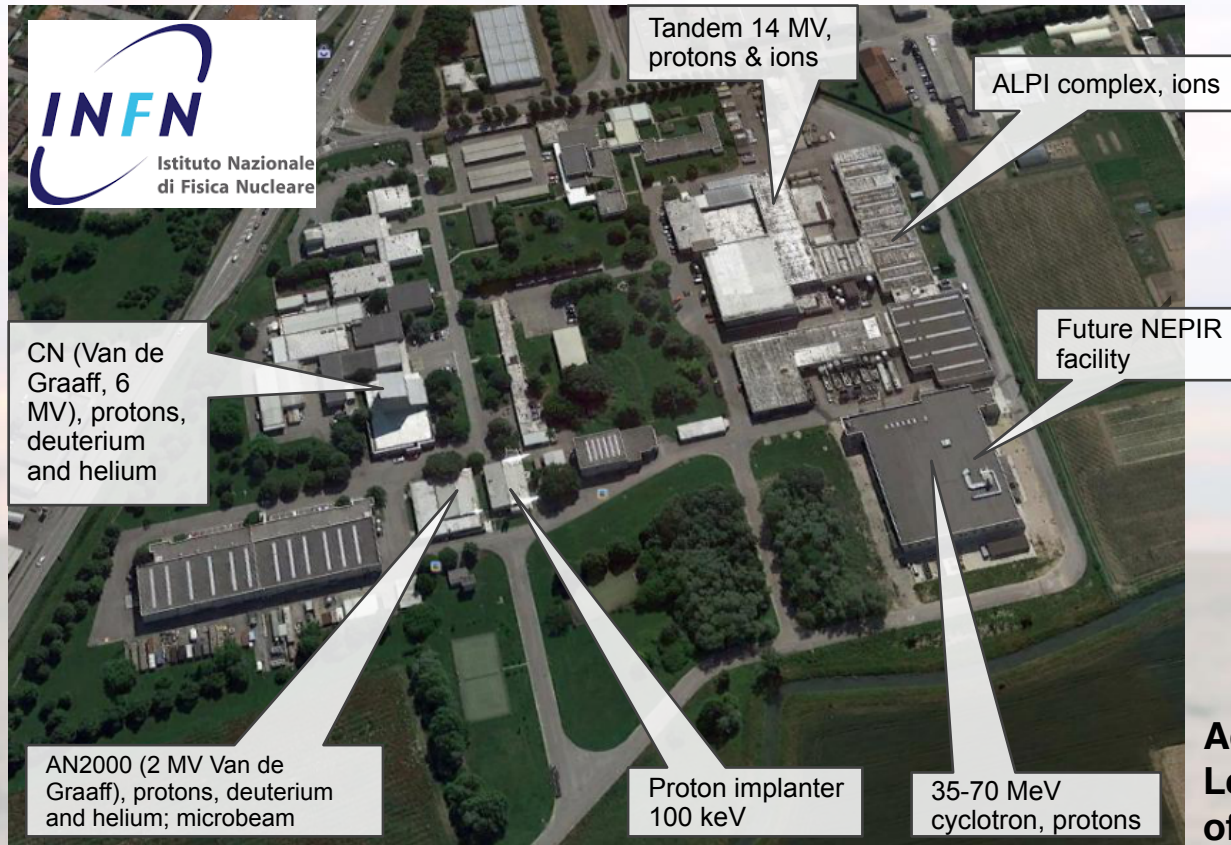 INFN
Istituto Nazionale
di Fisica Nucleare
Tandem 14 MV,
protons & ions
ALPI complex, ions
CN (Van de
Graaff, 6
MV), protons,
deuterium
and helium
Future NEPIR
facility
AN2000 (2 MV Van de
Graaff), protons, deuterium
and helium; microbeam
Proton implanter
100 keV
35-70 MeV
cyclotron, protons